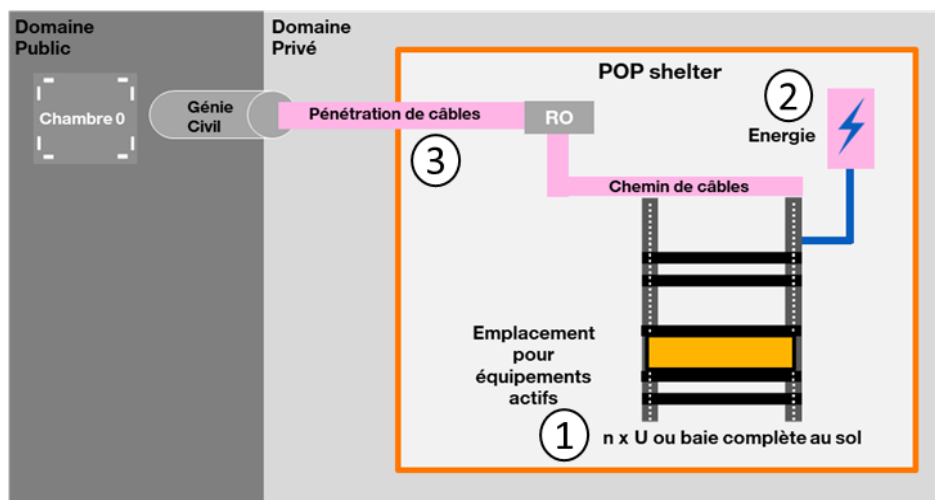 Domaine
Public
Domaine
Privé
POP shelter
Chambre 0
Génie
Civil
Pénétration de câbles
RO
2
Energie
3
Chemin de câbles
Emplacement
pour
équipements
actifs
1
n x U ou baie complète au sol